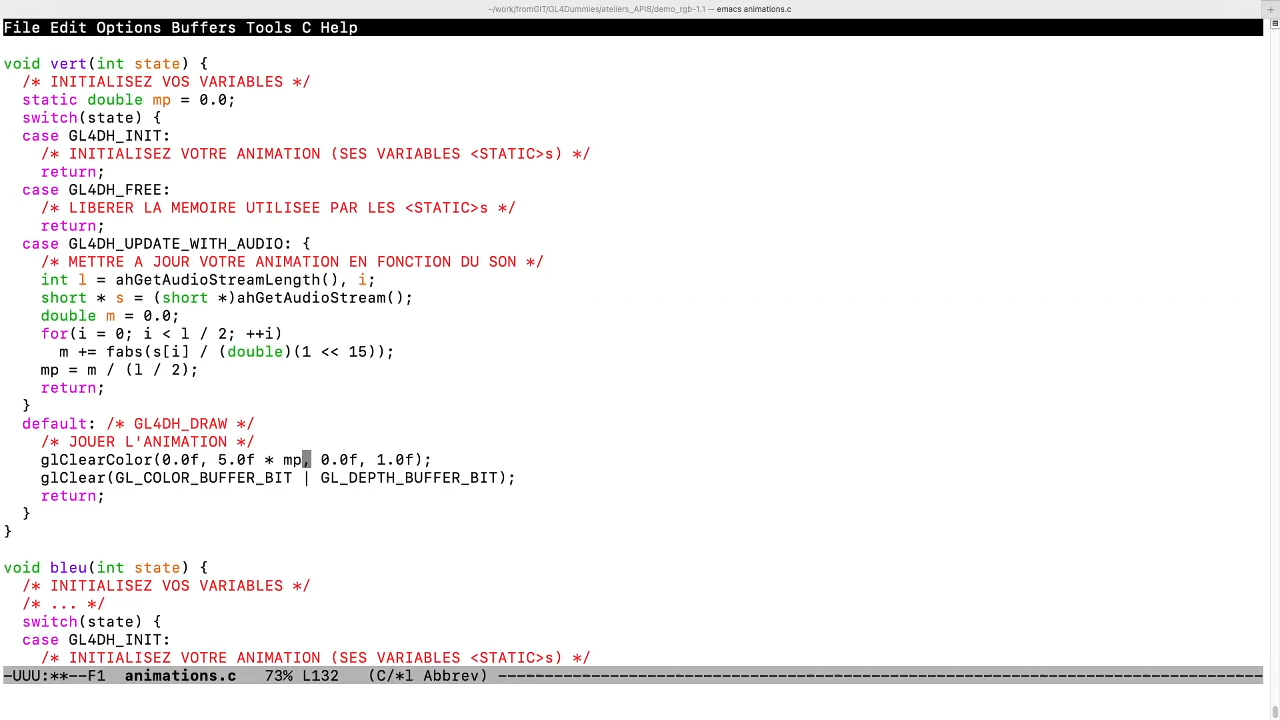 ~/work/fromGIT/GL4Dummies/ateliers_API8/demo_rgb-1.1 — emacs animations.c
File Edit Options Buffers Tools C Help
void vert(int state) {
  /* INITIALISEZ VOS VARIABLES */
  static double mp = 0.0;
  switch(state) {
  case GL4DH_INIT:
    /* INITIALISEZ VOTRE ANIMATION (SES VARIABLES <STATIC>s) */
    return;
  case GL4DH_FREE:
    /* LIBERER LA MEMOIRE UTILISEE PAR LES <STATIC>s */
    return;
  case GL4DH_UPDATE_WITH_AUDIO: {
    /* METTRE A JOUR VOTRE ANIMATION EN FONCTION DU SON */
    int l = ahGetAudioStreamLength(), i;
    short * s = (short *)ahGetAudioStream();
    double m = 0.0;
    for(i = 0; i < l / 2; ++i)
      m += fabs(s[i] / (double)(1 << 15));
    mp = m / (l / 2);
    return;
  }
  default: /* GL4DH_DRAW */
    /* JOUER L'ANIMATION */
    glClearColor(0.0f, 5.0f * mp, 0.0f, 1.0f);
    glClear(GL_COLOR_BUFFER_BIT | GL_DEPTH_BUFFER_BIT);
    return;
  }
}
void bleu(int state) {
  /* INITIALISEZ VOS VARIABLES */
  /* ... */
  switch(state) {
  case GL4DH_INIT:
    /* INITIALISEZ VOTRE ANIMATION (SES VARIABLES <STATIC>s) */
-UUU:**--F1  animations.c   73% L132   (C/*l Abbrev) ----------------------------------------------------------------------------------